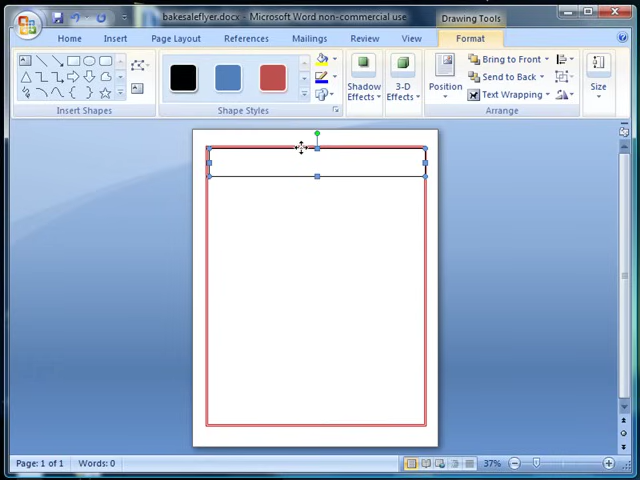 bakesaleflyer.docx - Microsoft Word non-commercial use
Drawing Tools
Home Insert Page Layout References Mailings Review View Format
Bring to Front
Send to Back
Text Wrapping
Shadow Effects
3-D Effects
Position
Size
Insert Shapes Shape Styles Arrange
Page: 1 of 1 Words: 0 37%